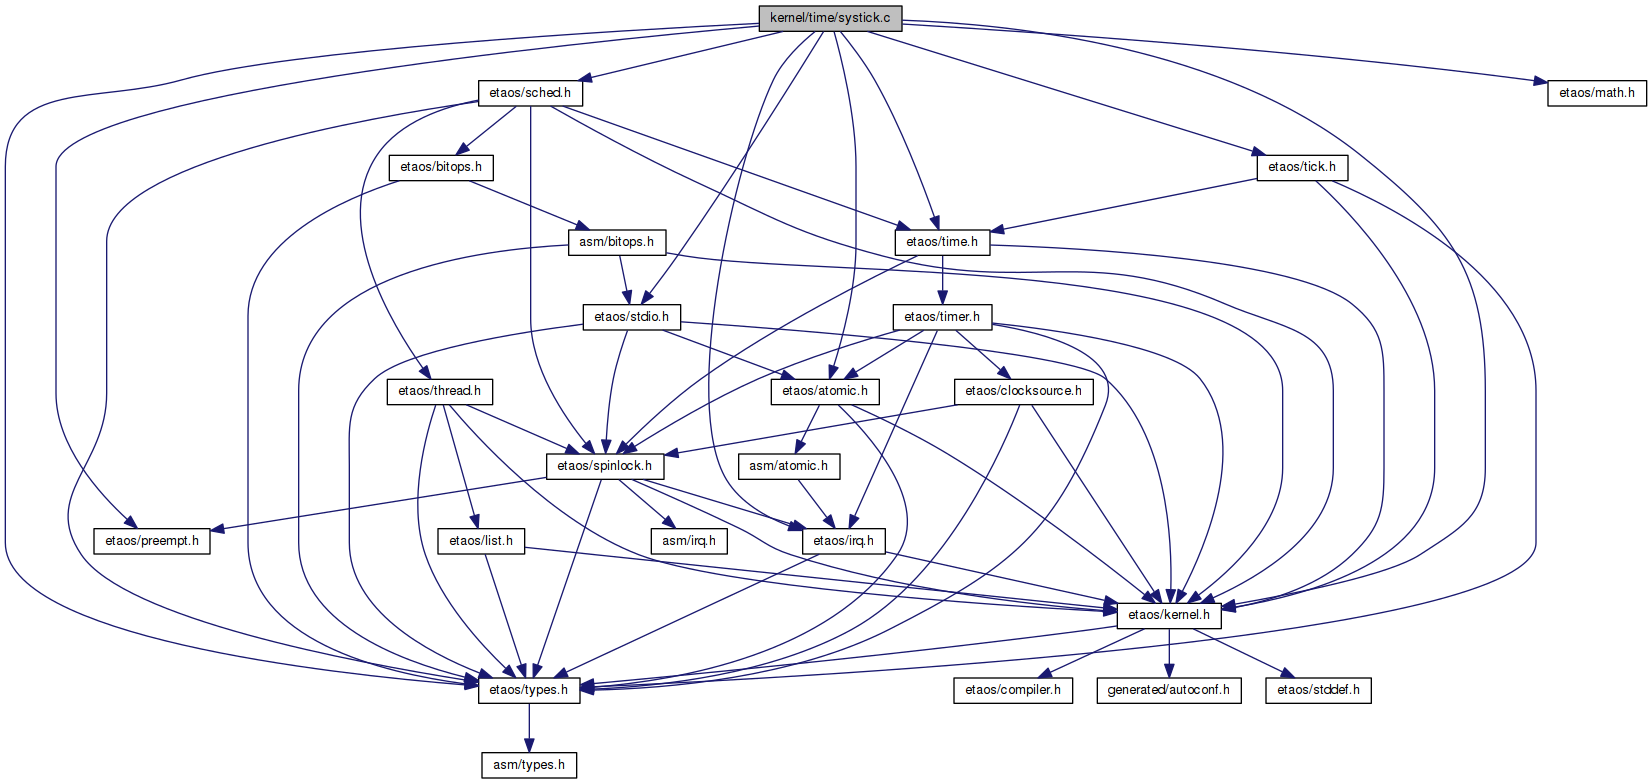 kernel/time/systick.c
etaos/sched.h
etaos/math.h
etaos/bitops.h
etaos/tick.h
asm/bitops.h
etaos/time.h
etaos/stdio.h
etaos/timer.h
etaos/thread.h
etaos/atomic.h
etaos/clocksource.h
etaos/spinlock.h
asm/atomic.h
etaos/preempt.h
etaos/list.h
asm/irq.h
etaos/irq.h
etaos/kernel.h
etaos/types.h
etaos/compiler.h
generated/autoconf.h
etaos/stddef.h
asm/types.h